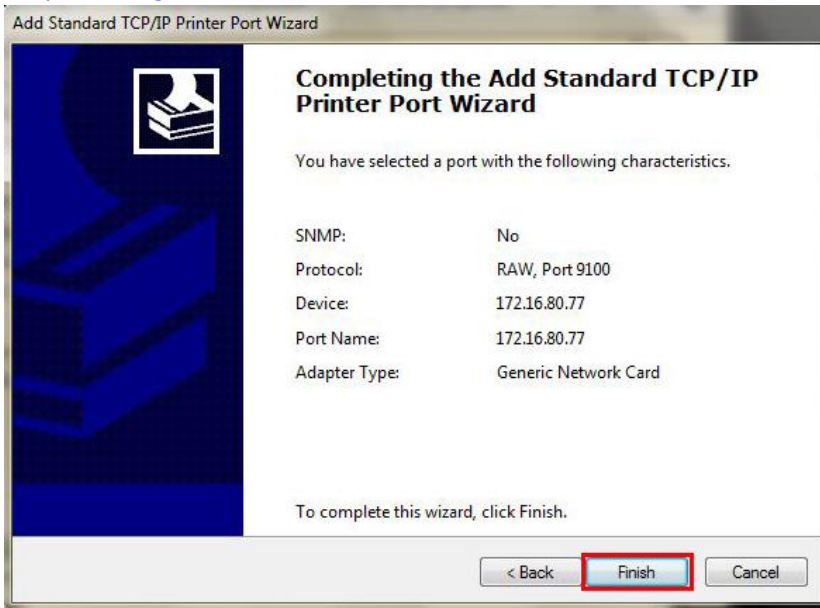 Add Standard TCP/IP Printer Port Wizard
Completing the Add Standard TCP/IP
Printer Port Wizard
You have selected a port with the following characteristics.
SNMP: No
Protocol: RAW, Port 9100
Device: 172.16.80.77
Port Name: 172.16.80.77
Adapter Type: Generic Network Card
To complete this wizard, click Finish.
< Back Finish Cancel